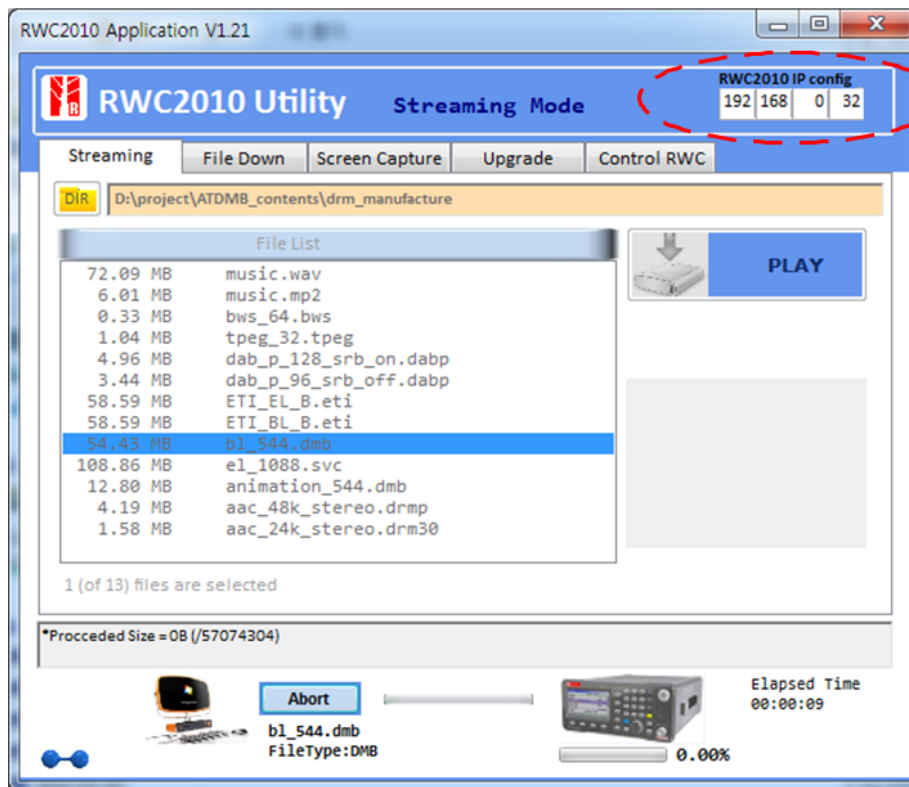 RWC2010 Application V1.21
RWC2010 IP config
192 168 0 32
RWC2010 Utility Streaming Mode
Streaming File Down Screen Capture Upgrade Control RWC
DIR D:\project\ATDMB_contents\drm_manufacture
File List
PLAY
72.09 MB music.wav
6.01 MB music.mp2
0.33 MB bws_64.bws
1.04 MB tpeg_32.tpeg
4.96 MB dab_p_128_srb_on.dabp
3.44 MB dab_p_96_srb_off.dabp
58.59 MB ETI_EL_B.eti
58.59 MB ETI_BL_B.eti
54.43 MB bl_544.dmb
108.86 MB el_1088.svc
12.80 MB animation_544.dmb
4.19 MB aac_48k_stereo.drmp
1.58 MB aac_24k_stereo.drm30
1 (of 13) files are selected
*Procceded Size = 0B (/57074304)
Abort
bl_544.dmb
FileType:DMB
Elapsed Time
00:00:09
0.00%